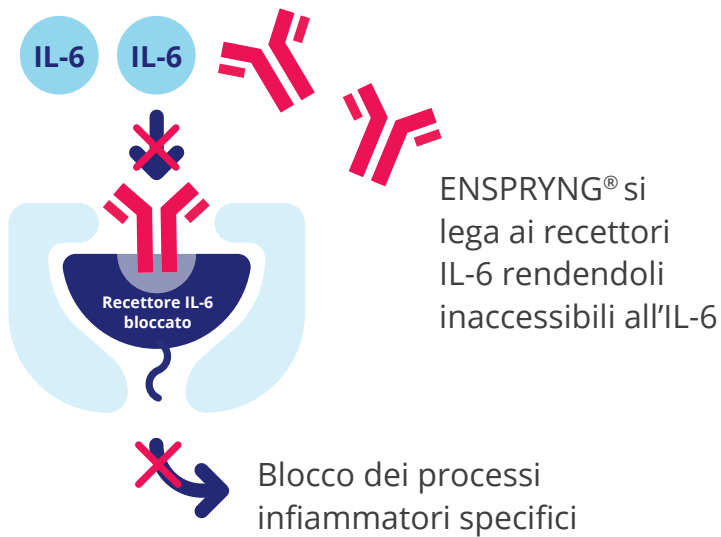 IL-6
IL-6
ENSPRYNG® si
lega ai recettori
IL-6 rendendoli
inaccessibili all'IL-6
Recettore IL-6
bloccato
Blocco dei processi
infiammatori specifici